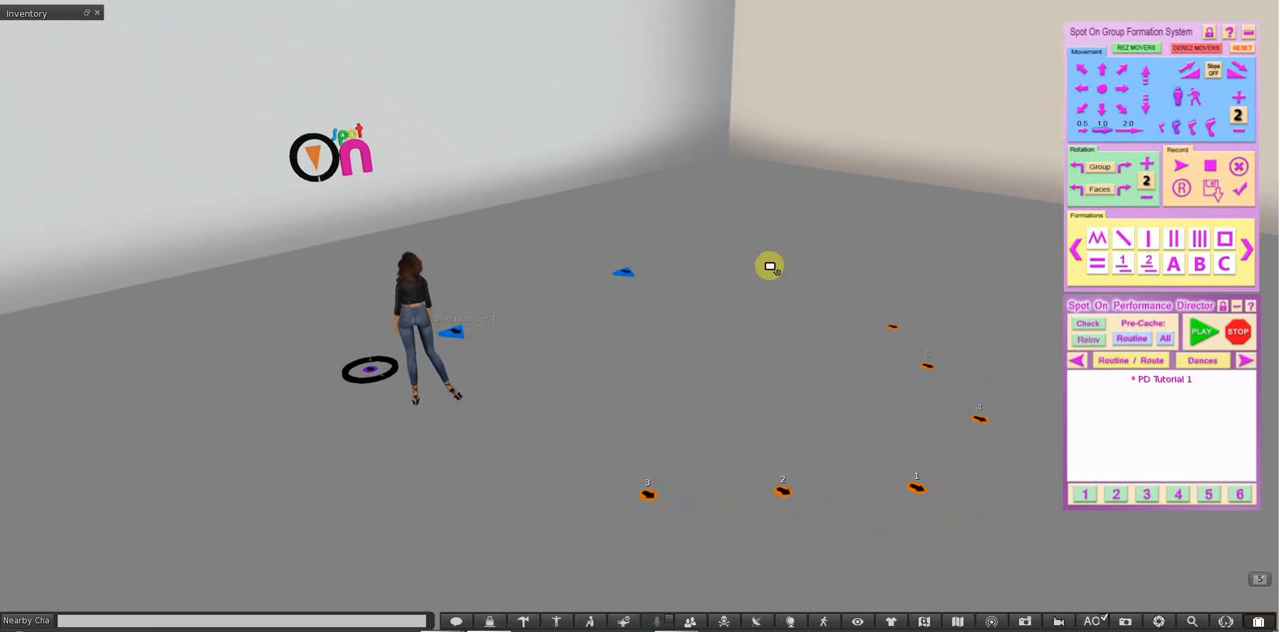 Inventory
Spot On Group Formation System
?
REZ MOVERS
DEREZ MOVERS
RESET
Movement
Slope
OFF
2
0.5
1.0
2.0
Rotation
Record
Group
2
Faces
R
Formations
1
2
A
B
C
Spot On Performance Director
?
Check
Pre-Cache:
PLAY
STOP
ReInv
Routine
All
Routine / Route
Dances
* PD Tutorial 1
1
2
3
4
5
6
spot
On
5
4
3
2
1
5
Nearby Cha
AO